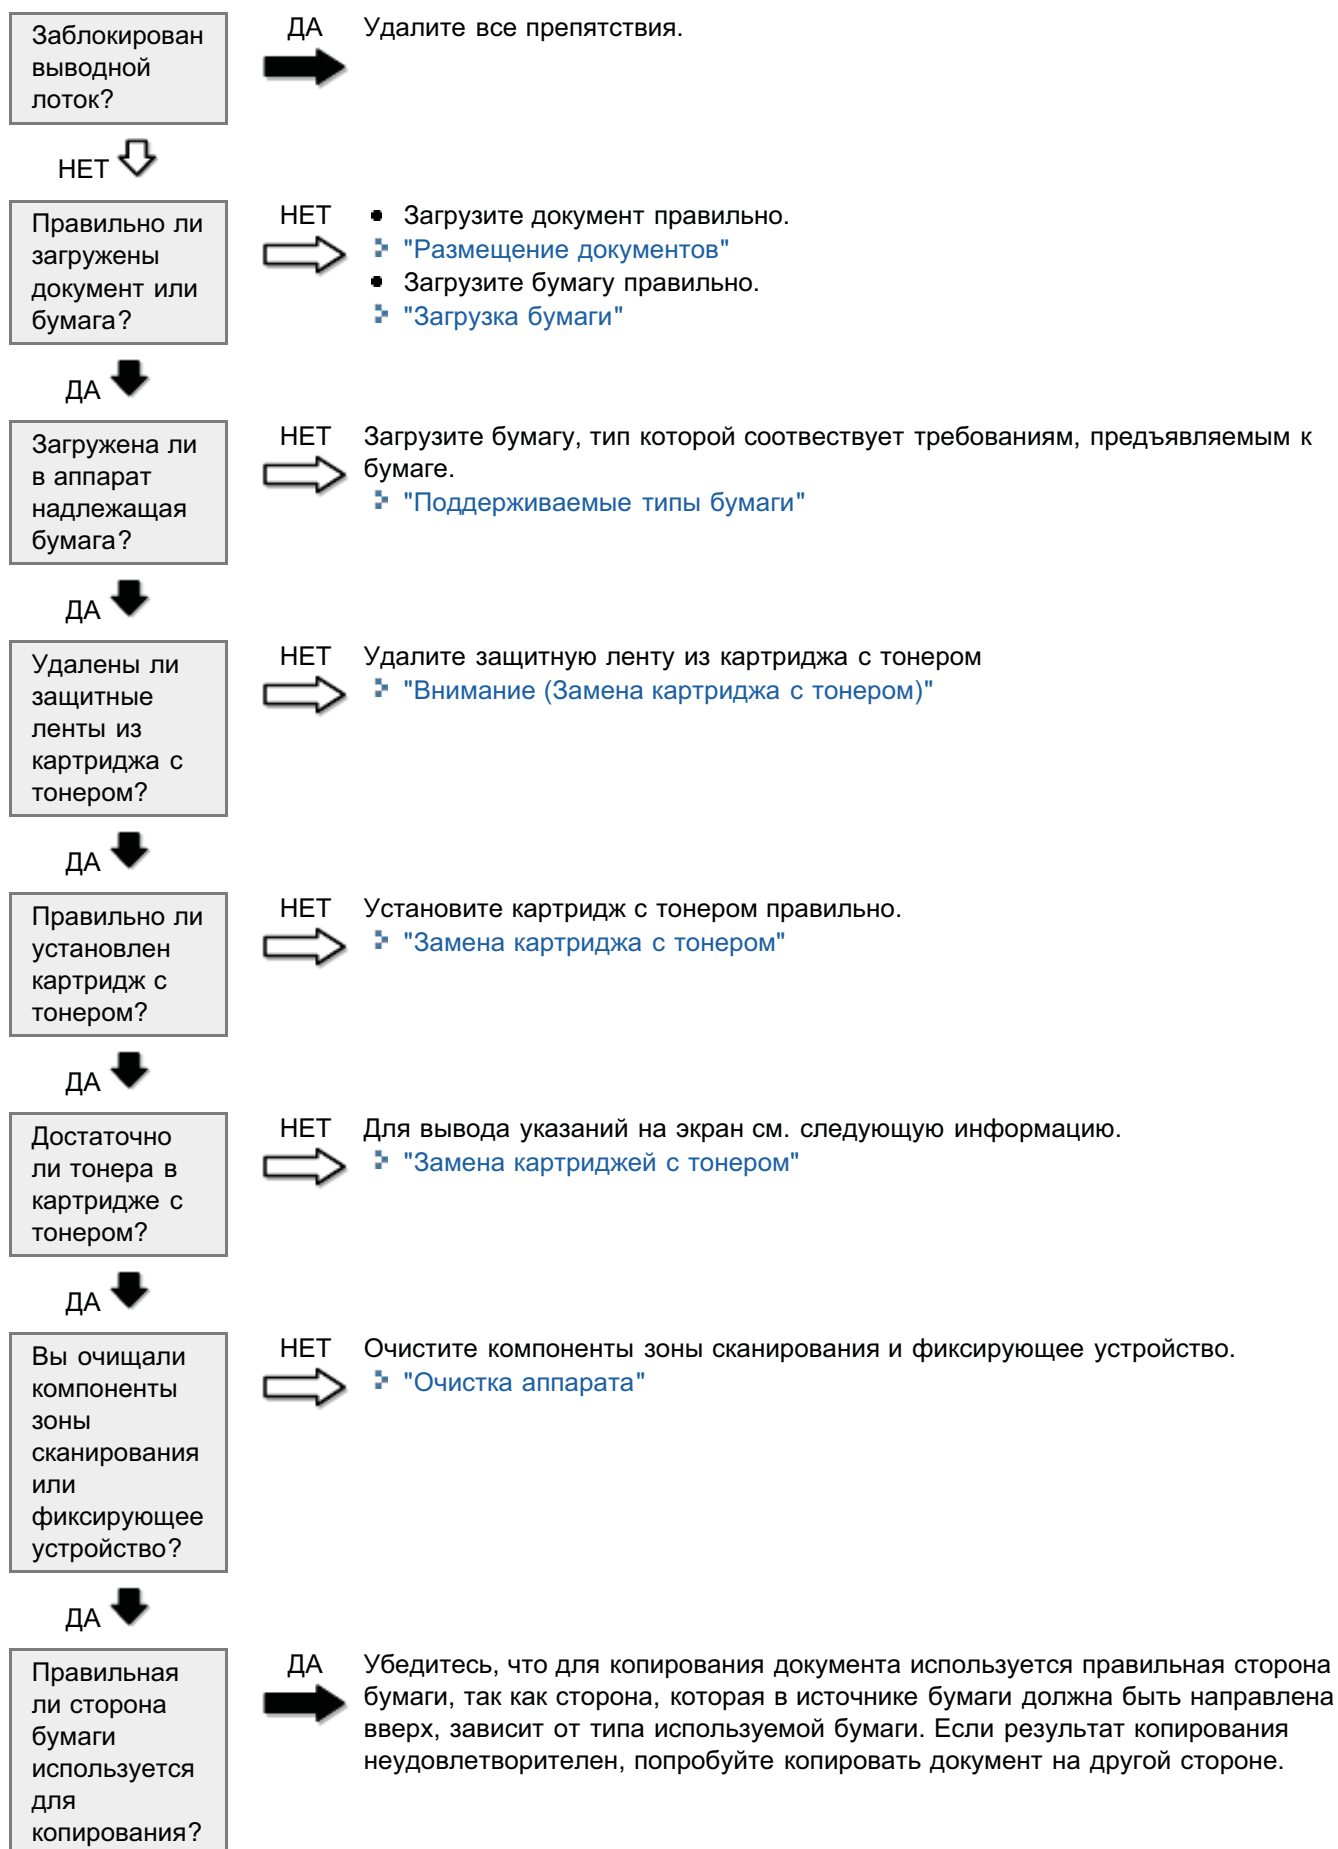 Заблокирован
выводной
лоток?
ДА
Удалите все препятствия.
НЕТ
Правильно ли
загружены
документ или
бумага?
НЕТ
Загрузите документ правильно.
"Размещение документов"
Загрузите бумагу правильно.
"Загрузка бумаги"
ДА
Загружена ли
в аппарат
надлежащая
бумага?
НЕТ
Загрузите бумагу, тип которой соотвествует требованиям, предъявляемым к
бумаге.
"Поддерживаемые типы бумаги"
ДА
Удалены ли
защитные
ленты из
картриджа с
тонером?
НЕТ
Удалите защитную ленту из картриджа с тонером
"Внимание (Замена картриджа с тонером)"
ДА
Правильно ли
установлен
картридж с
тонером?
НЕТ
Установите картридж с тонером правильно.
"Замена картриджа с тонером"
ДА
Достаточно
ли тонера в
картридже с
тонером?
НЕТ
Для вывода указаний на экран см. следующую информацию.
"Замена картриджей с тонером"
ДА
Вы очищали
компоненты
зоны
сканирования
или
фиксирующее
устройство?
НЕТ
Очистите компоненты зоны сканирования и фиксирующее устройство.
"Очистка аппарата"
ДА
Правильная
ли сторона
бумаги
используется
для
копирования?
ДА
Убедитесь, что для копирования документа используется правильная сторона
бумаги, так как сторона, которая в источнике бумаги должна быть направлена
вверх, зависит от типа используемой бумаги. Если результат копирования
неудовлетворителен, попробуйте копировать документ на другой стороне.